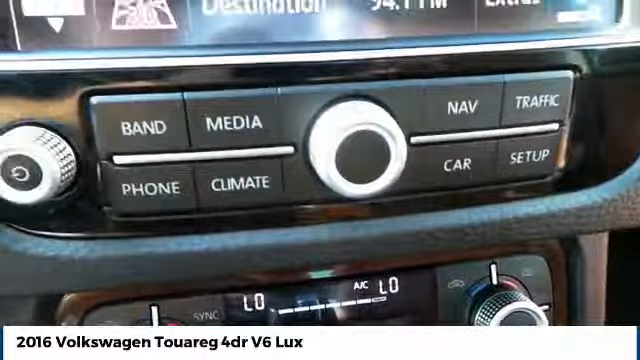 Destination
BAND MEDIA NAV TRAFFIC
PHONE CLIMATE CAR SETUP
A/C
LO LO
SYNC
2016 Volkswagen Touareg 4dr V6 Lux